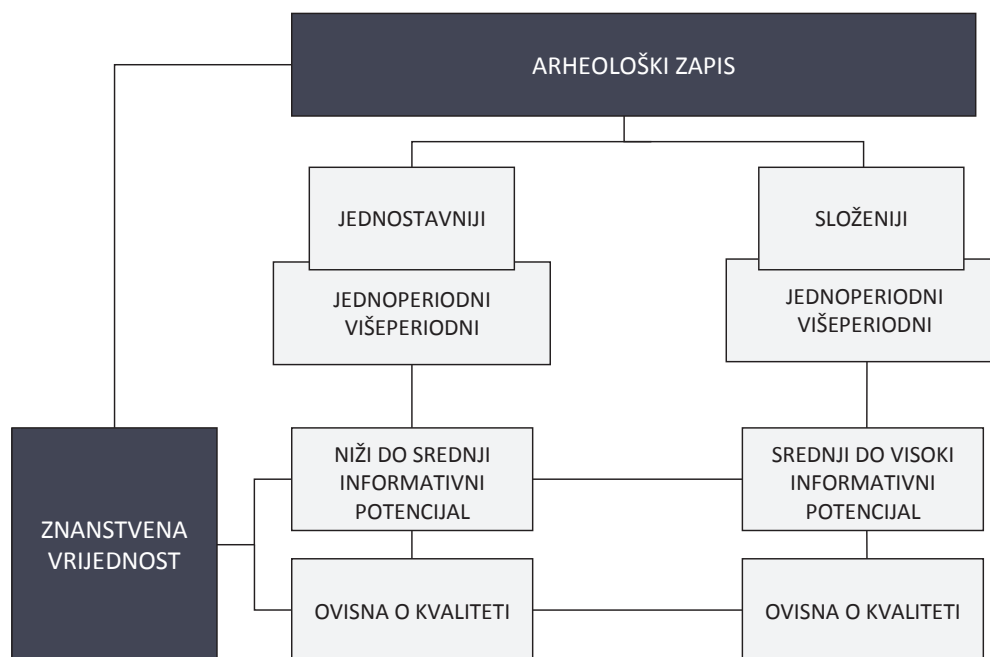 ARHEOLOŠKI ZAPIS
JEDNOSTAVNIJI
SLOŽENIJI
JEDNOPERIODNI
VIŠEPERIODNI
JEDNOPERIODNI
VIŠEPERIODNI
ZNANSTVENA
VRIJEDNOST
NIŽI DO SREDNJI
INFORMATIVNI
POTENCIJAL
SREDNJI DO VISOKI
INFORMATIVNI
POTENCIJAL
OVISNA O KVALITETI
OVISNA O KVALITETI